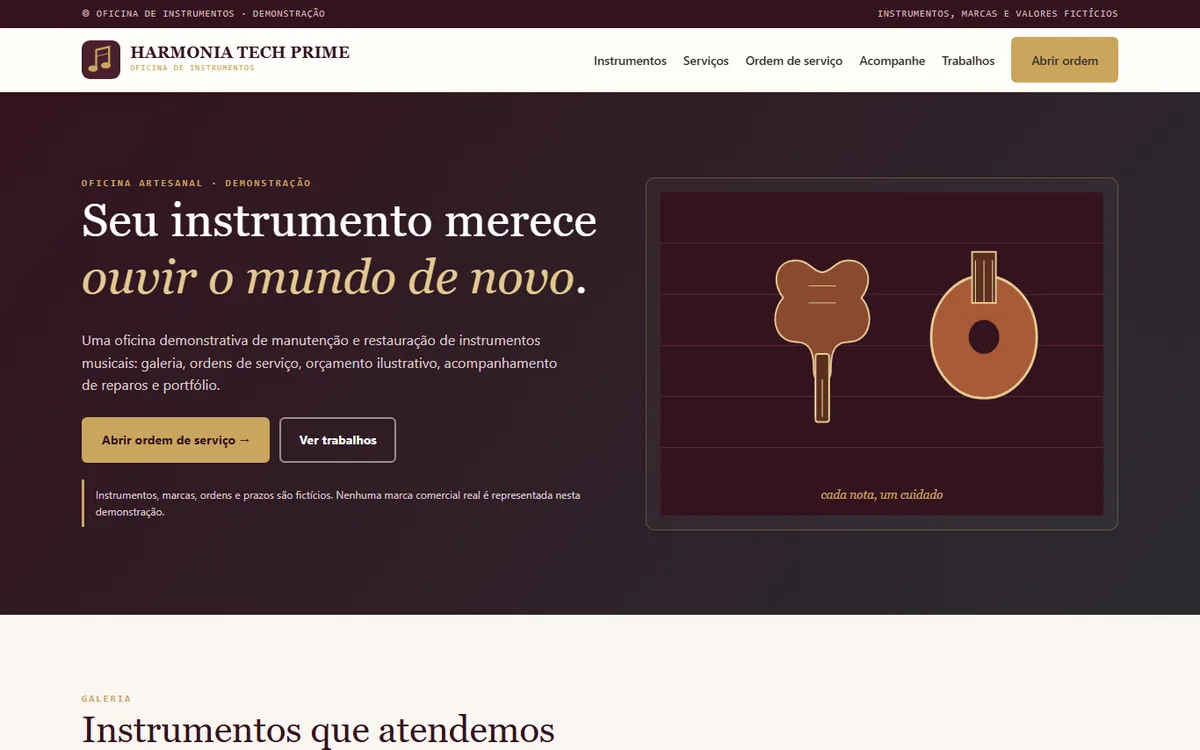 © OFICINA DE INSTRUMENTOS · DEMONSTRAÇÃO
INSTRUMENTOS, MARCAS E VALORES FICTÍCIOS
HARMONIA TECH PRIME
OFICINA DE INSTRUMENTOS
Instrumentos
Serviços
Ordem de serviço
Acompanhe
Trabalhos
Abrir ordem
OFICINA ARTESANAL · DEMONSTRAÇÃO
Seu instrumento merece
ouvir o mundo de novo.
Uma oficina demonstrativa de manutenção e restauração de instrumentos
musicais: galeria, ordens de serviço, orçamento ilustrativo, acompanhamento
de reparos e portfólio.
Abrir ordem de serviço →
Ver trabalhos
Instrumentos, marcas, ordens e prazos são fictícios. Nenhuma marca comercial real é representada nesta
demonstração.
cada nota, um cuidado
GALERIA
Instrumentos que atendemos